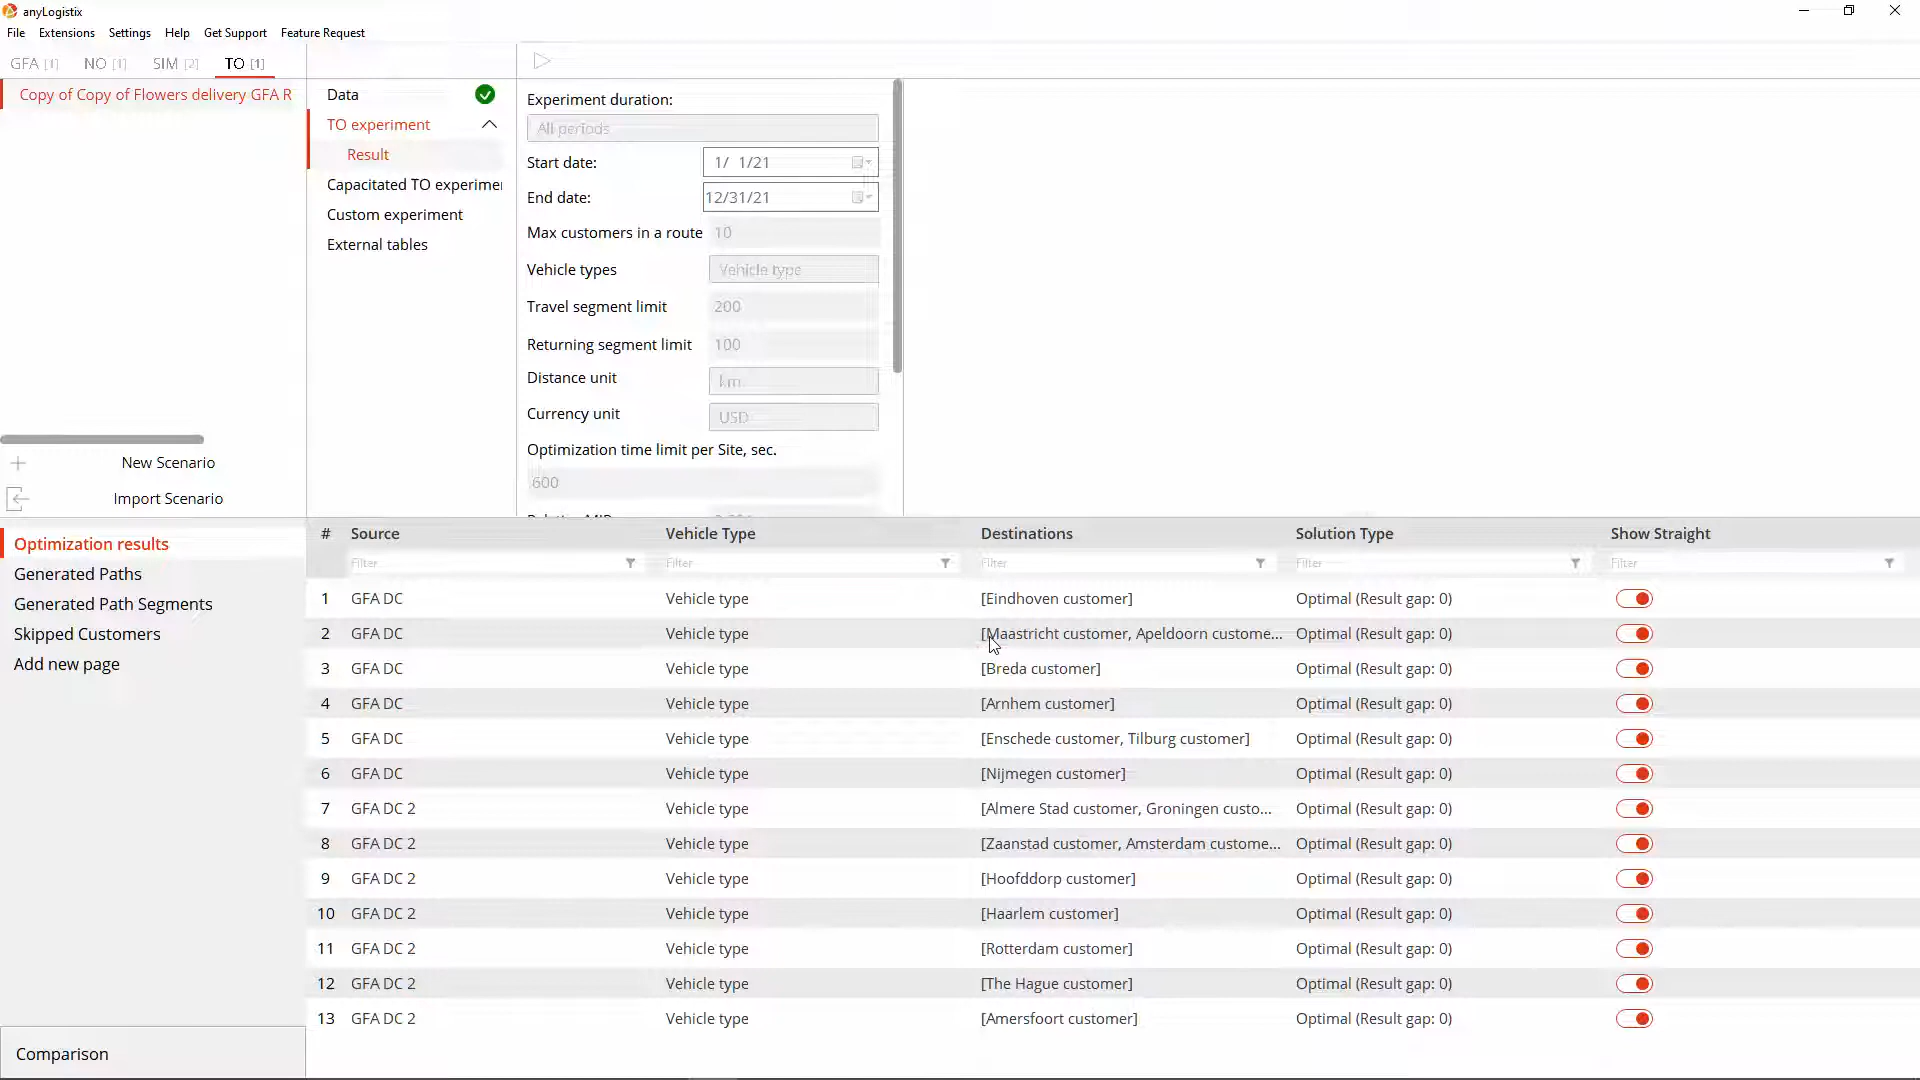 anyLogistix
File Extensions Settings Help Get Support Feature Request
GFA [1] NO [1] SIM [2] TO [1]
Copy of Copy of Flowers delivery GFA R
New Scenario
Import Scenario
Data
TO experiment
Result
Capacitated TO experimen
Custom experiment
External tables
Experiment duration:
All periods
Start date: 1/ 1/21
End date: 12/31/21
Max customers in a route 10
Vehicle types Vehicle type
Travel segment limit 200
Returning segment limit 100
Distance unit km
Currency unit USD
Optimization time limit per Site, sec.
600
Optimization results
Generated Paths
Generated Path Segments
Skipped Customers
Add new page
Comparison
# Source Vehicle Type Destinations Solution Type Show Straight
Filter Filter Filter Filter Filter
1 GFA DC Vehicle type [Eindhoven customer] Optimal (Result gap: 0)
2 GFA DC Vehicle type [Maastricht customer, Apeldoorn custome... Optimal (Result gap: 0)
3 GFA DC Vehicle type [Breda customer] Optimal (Result gap: 0)
4 GFA DC Vehicle type [Arnhem customer] Optimal (Result gap: 0)
5 GFA DC Vehicle type [Enschede customer, Tilburg customer] Optimal (Result gap: 0)
6 GFA DC Vehicle type [Nijmegen customer] Optimal (Result gap: 0)
7 GFA DC 2 Vehicle type [Almere Stad customer, Groningen custo... Optimal (Result gap: 0)
8 GFA DC 2 Vehicle type [Zaanstad customer, Amsterdam custome... Optimal (Result gap: 0)
9 GFA DC 2 Vehicle type [Hoofddorp customer] Optimal (Result gap: 0)
10 GFA DC 2 Vehicle type [Haarlem customer] Optimal (Result gap: 0)
11 GFA DC 2 Vehicle type [Rotterdam customer] Optimal (Result gap: 0)
12 GFA DC 2 Vehicle type [The Hague customer] Optimal (Result gap: 0)
13 GFA DC 2 Vehicle type [Amersfoort customer] Optimal (Result gap: 0)